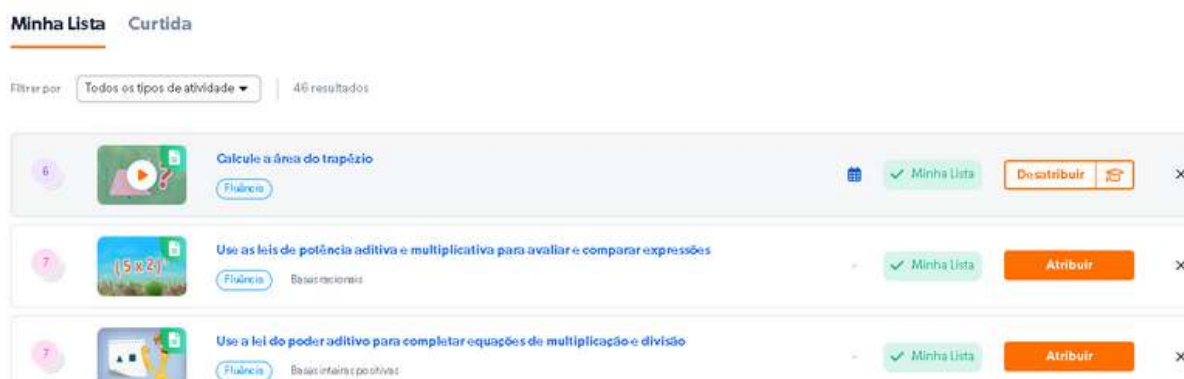 Minha Lista Curtida
Filtrar por Todos os tipos de atividade 46 resultados
6 Calcule a área do trapézio Minha Lista Desatribuir
?
Fluência
7 Use as leis de potência aditiva e multiplicativa para avaliar e comparar expressões Minha Lista Atribuir
(5x2)
Fluência Bases racionais
7 Use a lei do poder aditivo para completar equações de multiplicação e divisão Minha Lista Atribuir
Fluência Bases inteiras positivas